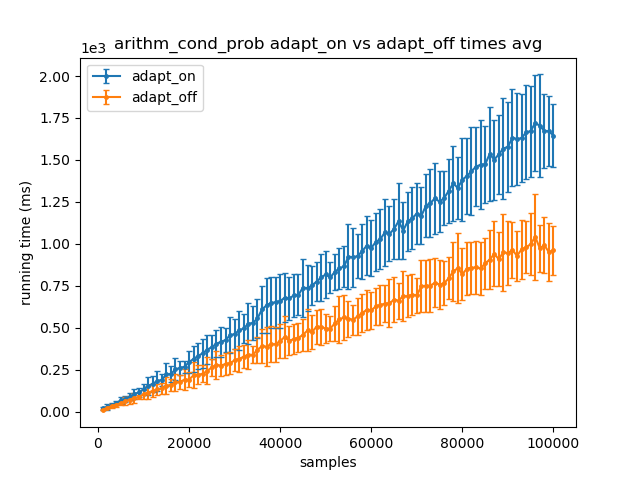 1e3 arithm_cond_prob adapt_on vs adapt_off times avg
adapt_on
adapt_off
2.00
1.75
1.50
1.25
1.00
0.75
0.50
0.25
0.00
running time (ms)
0 20000 40000 60000 80000 100000
samples